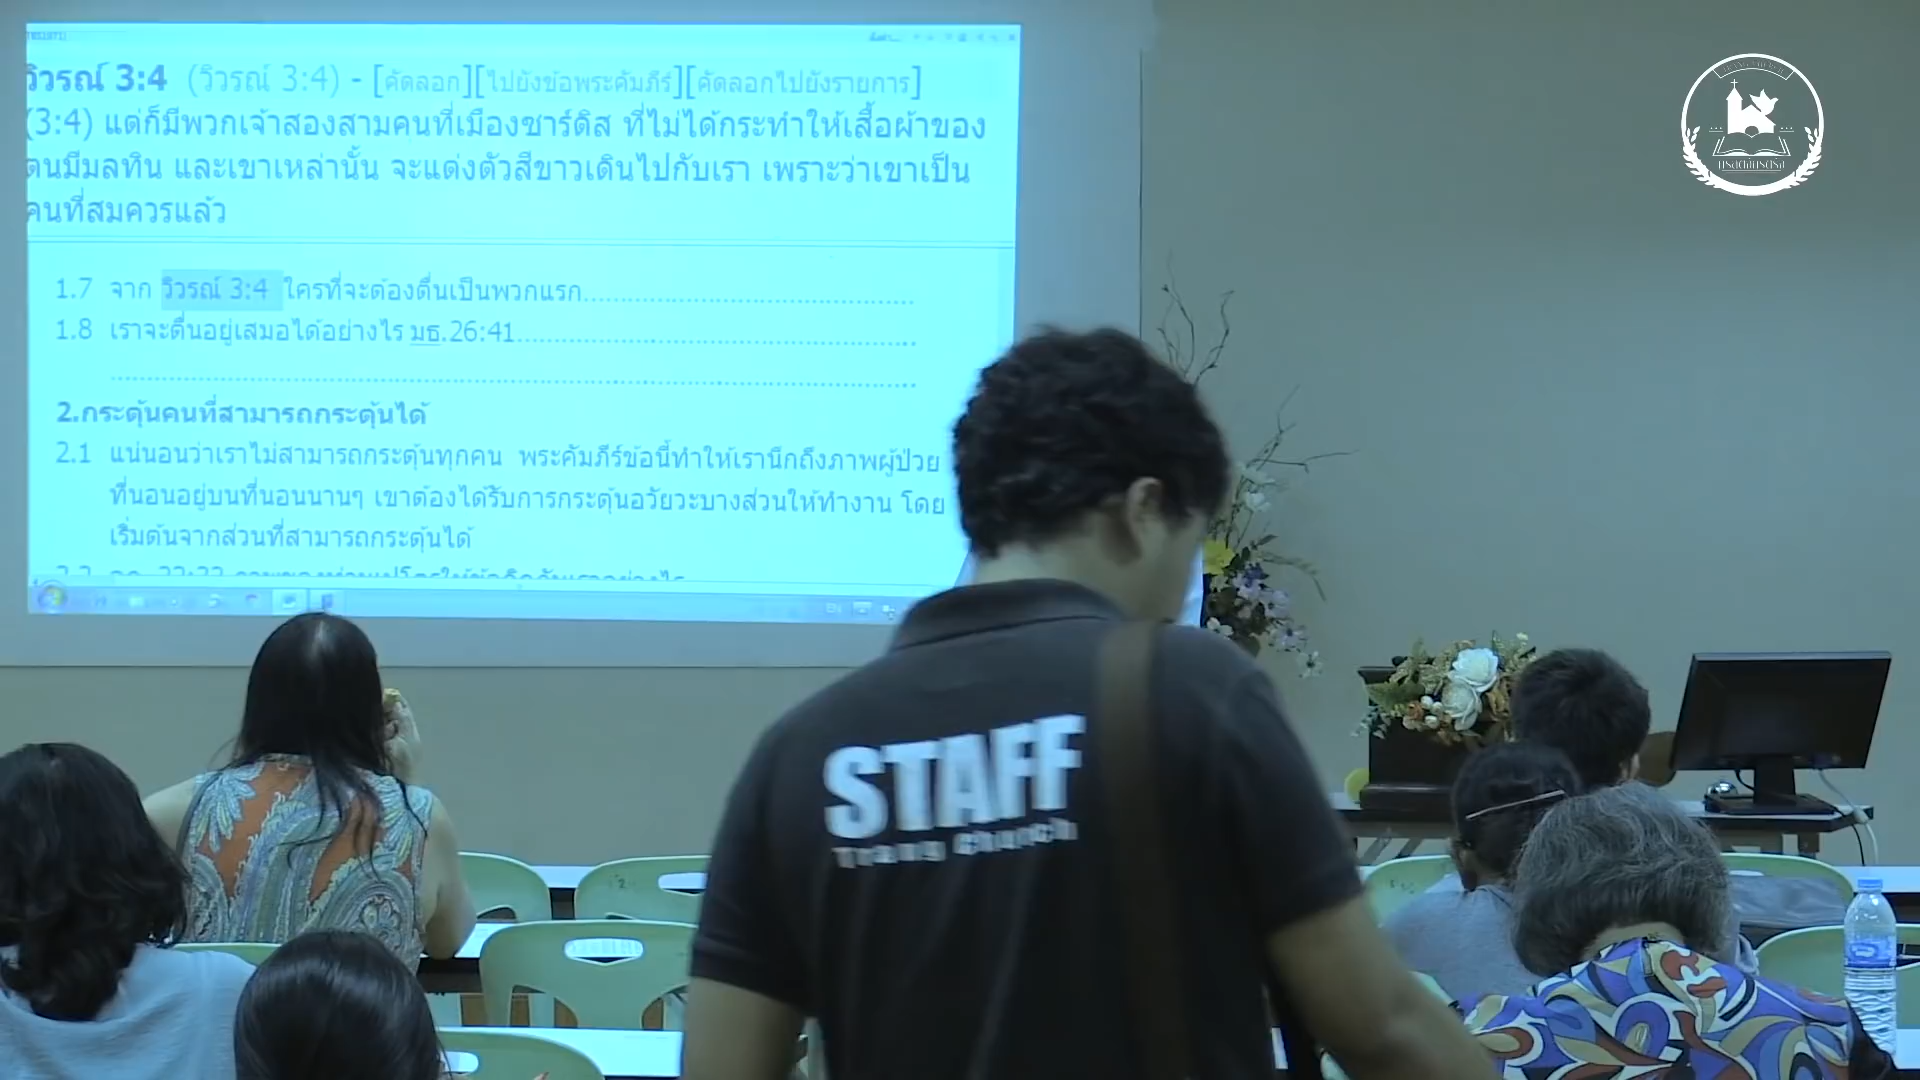 วิวรณ์ 3:4 (วิวรณ์ 3:4) - [คัดลอก][ไปยังข้อพระคัมภีร์][คัดลอกไปยังรายการ]
(3:4) แต่ก็มีพวกเจ้าสองสามคนที่เมืองซาร์ดิส ที่ไม่ได้กระทำให้เสื้อผ้าของ
ตนมีมลทิน และเขาเหล่านั้น จะแต่งตัวสีขาวเดินไปกับเรา เพราะว่าเขาเป็น
คนที่สมควรแล้ว
1.7 จาก วิวรณ์ 3:4 ใครที่จะต้องตื่นเป็นพวกแรก
1.8 เราจะตื่นอยู่เสมอได้อย่างไร มธ.26:41
2.กระตุ้นคนที่สามารถกระตุ้นได้
2.1 แน่นอนว่าเราไม่สามารถกระตุ้นทุกคน พระคัมภีร์ข้อนี้ทำให้เรานึกถึงภาพผู้ป่วย
ที่นอนอยู่บนที่นอนนานๆ เขาต้องได้รับการกระตุ้นอวัยวะบางส่วนให้ทำงาน โดย
เริ่มต้นจากส่วนที่สามารถกระตุ้นได้
EN
STAFF
Trang Church